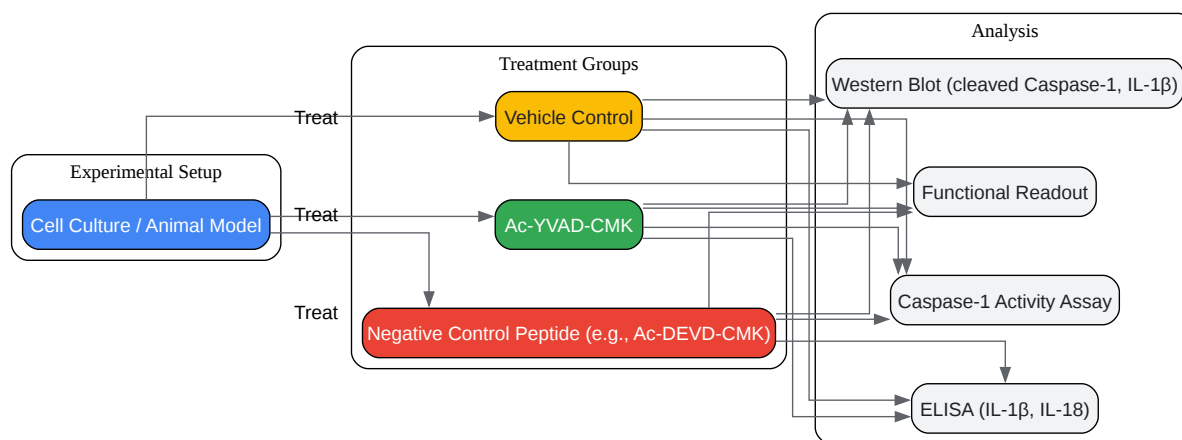 Experimental Setup
Cell Culture / Animal Model
Treat
Treat
Treat
Treatment Groups
Vehicle Control
Ac-YVAD-CMK
Negative Control Peptide (e.g., Ac-DEVD-CMK)
Analysis
Western Blot (cleaved Caspase-1, IL-1β)
Functional Readout
Caspase-1 Activity Assay
ELISA (IL-1β, IL-18)